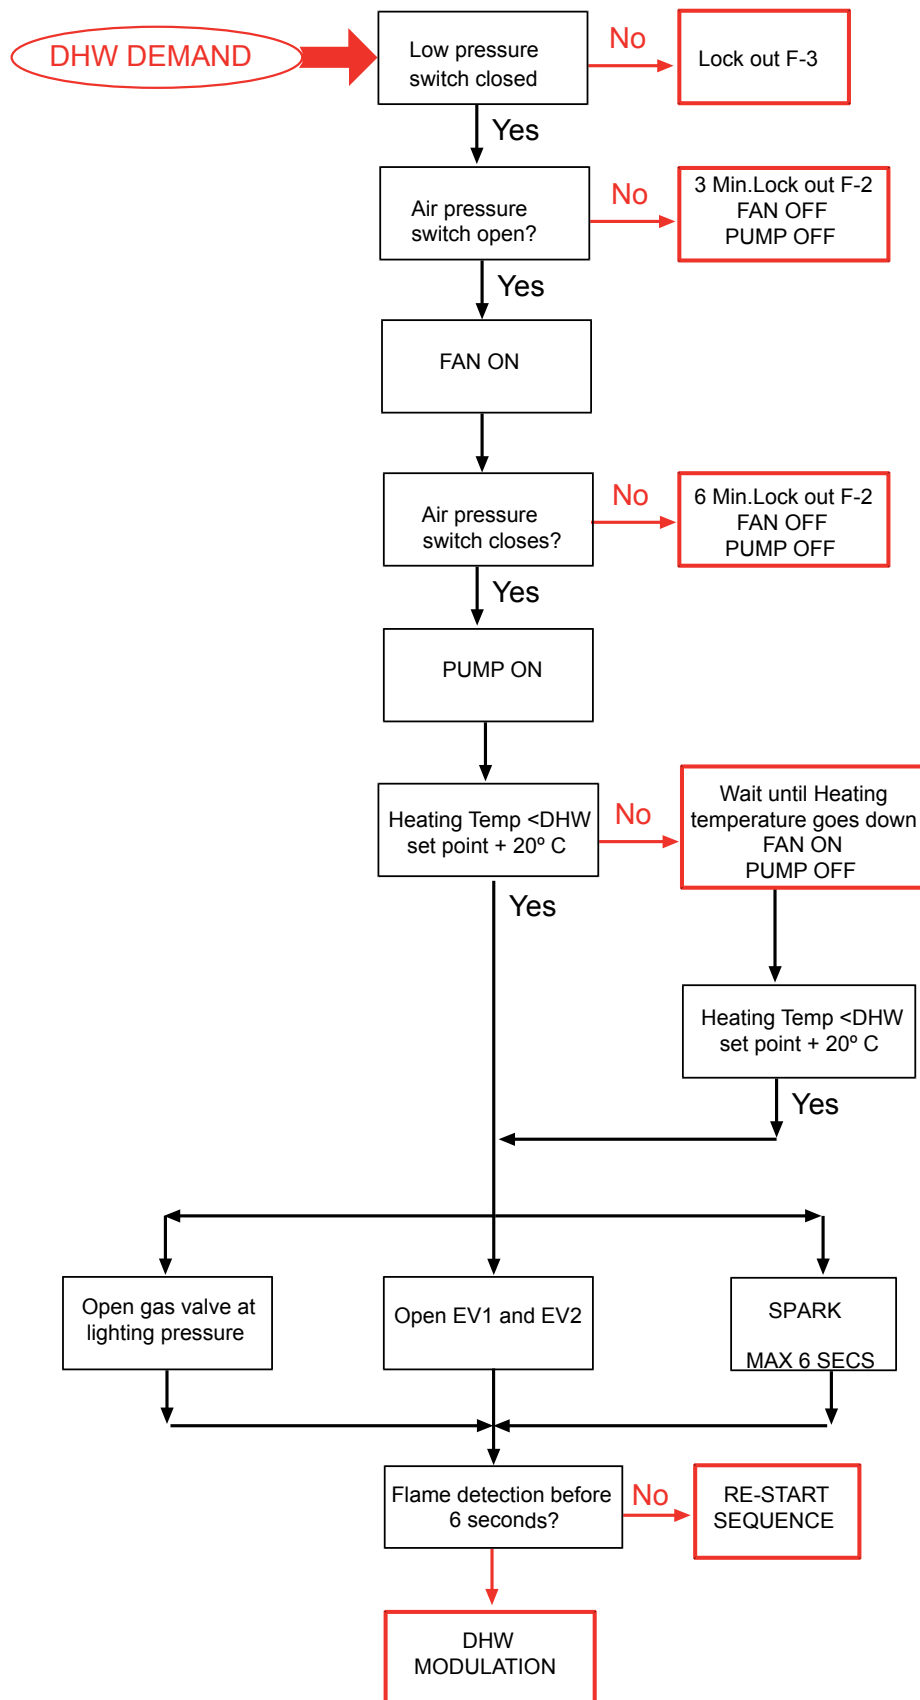 DHW DEMAND
Low pressure
switch closed
No
Lock out F-3
Yes
Air pressure
switch open?
No
3 Min.Lock out F-2
FAN OFF
PUMP OFF
Yes
FAN ON
Air pressure
switch closes?
No
6 Min.Lock out F-2
FAN OFF
PUMP OFF
Yes
PUMP ON
Heating Temp <DHW
set point + 20º C
No
Wait until Heating
temperature goes down
FAN ON
PUMP OFF
Yes
Heating Temp <DHW
set point + 20º C
Yes
Open gas valve at
lighting pressure
Open EV1 and EV2
SPARK
MAX 6 SECS
Flame detection before
6 seconds?
No
RE-START
SEQUENCE
DHW
MODULATION